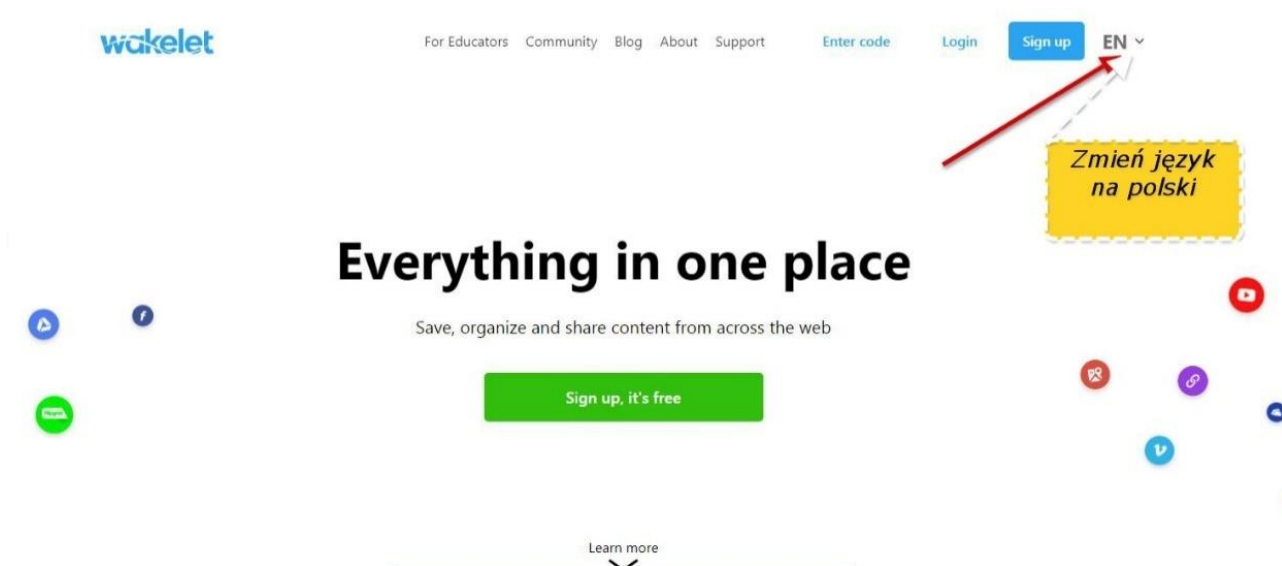 wakelet
For Educators Community Blog About Support Enter code Login Sign up EN
Zmień język
na polski
Everything in one place
Save, organize and share content from across the web
Sign up, it's free
Learn more